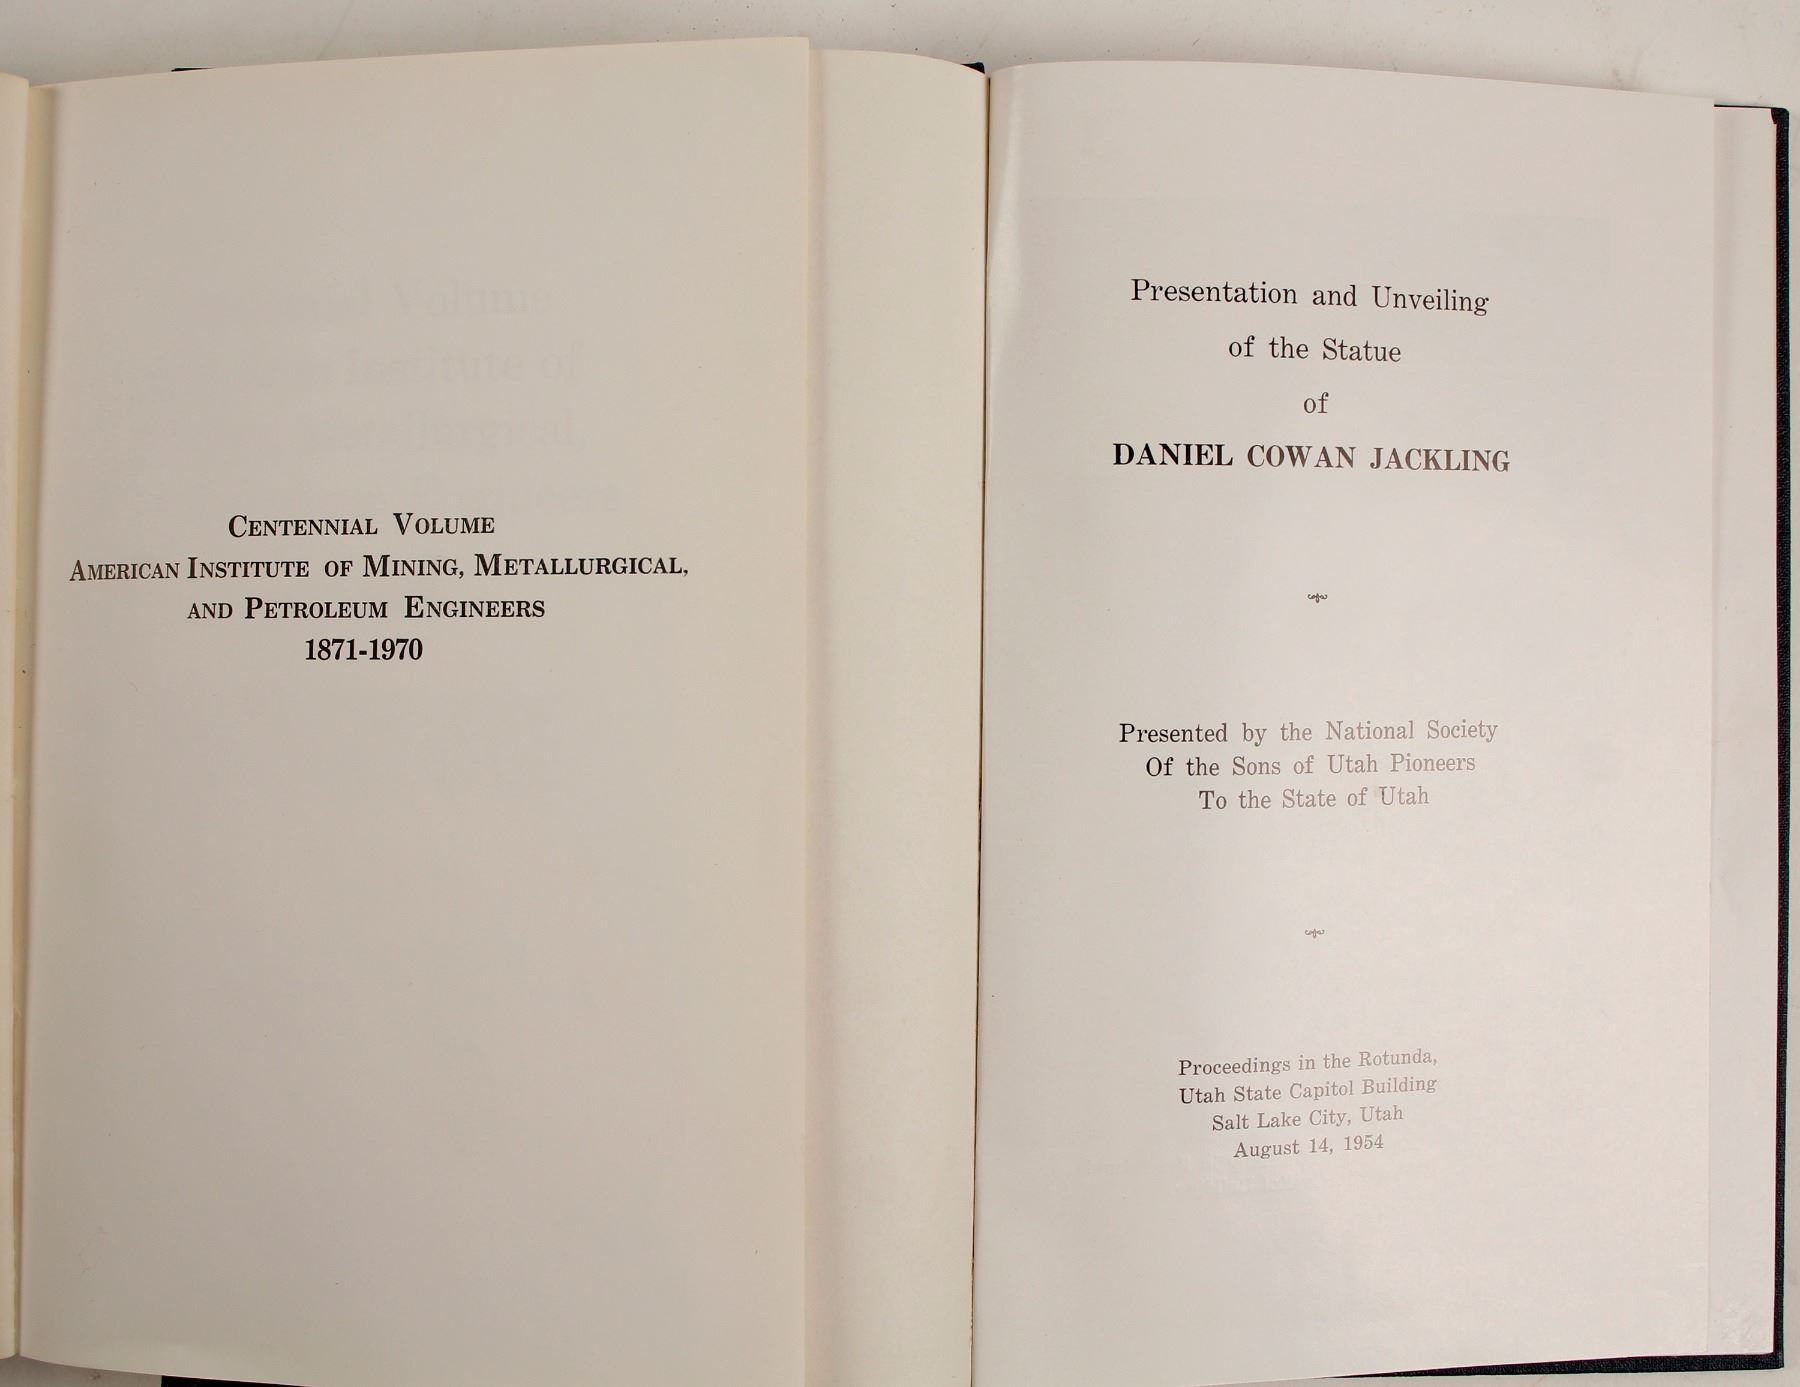 CENTENNIAL VOLUME
AMERICAN INSTITUTE OF MINING, METALLURGICAL,
AND PETROLEUM ENGINEERS
1871-1970
Presentation and Unveiling
of the Statue
of
DANIEL COWAN JACKLING
Presented by the National Society
Of the Sons of Utah Pioneers
To the State of Utah
Proceedings in the Rotunda,
Utah State Capitol Building
Salt Lake City, Utah
August 14, 1954